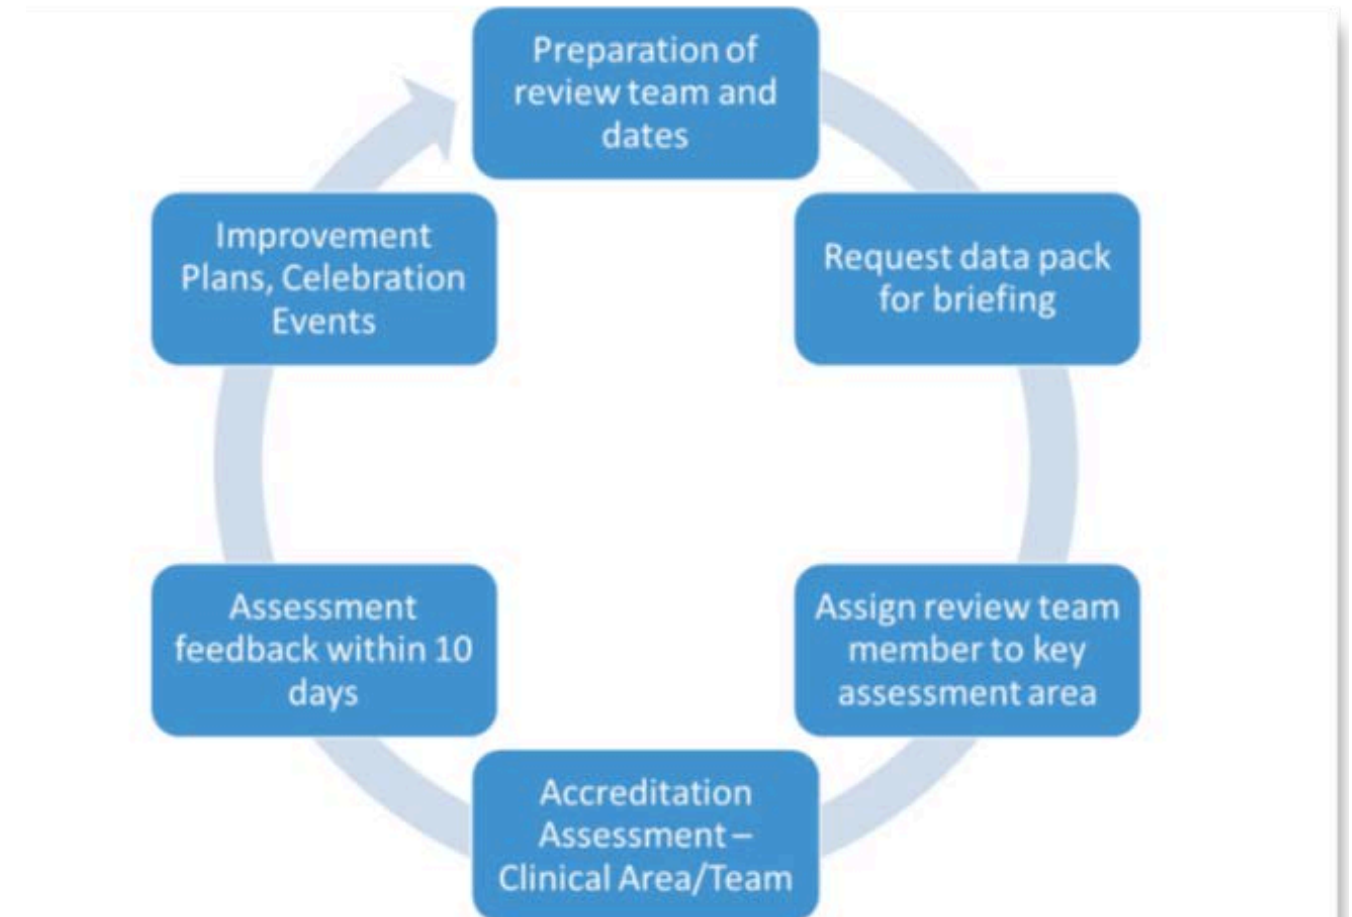 Preparation of
review team and
dates
Request data pack
for briefing
Assign review team
member to key
assessment area
Accreditation
Assessment –
Clinical Area/Team
Assessment
feedback within 10
days
Improvement
Plans, Celebration
Events